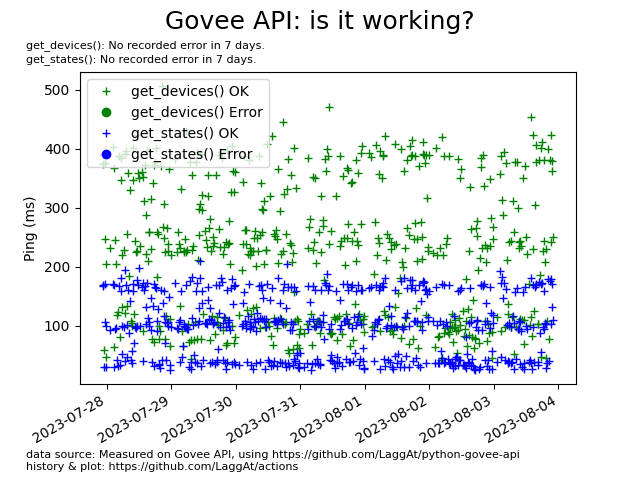 Govee API: is it working?
get_devices(): No recorded error in 7 days.
get_states(): No recorded error in 7 days.
get_devices() OK
get_devices() Error
get_states() OK
get_states() Error
500
400
300
200
100
Ping (ms)
2023-07-28
2023-07-29
2023-07-30
2023-07-31
2023-08-01
2023-08-02
2023-08-03
2023-08-04
data source: Measured on Govee API, using https://github.com/LaggAt/python-govee-api
history & plot: https://github.com/LaggAt/actions